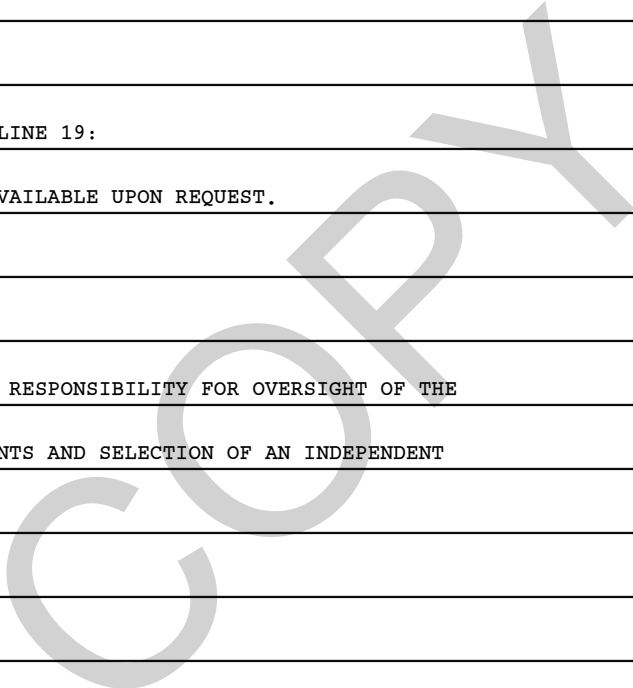 LINE 19:
VAILABLE UPON REQUEST.
RESPONSIBILITY FOR OVERSIGHT OF THE
NTS AND SELECTION OF AN INDEPENDENT
COPY